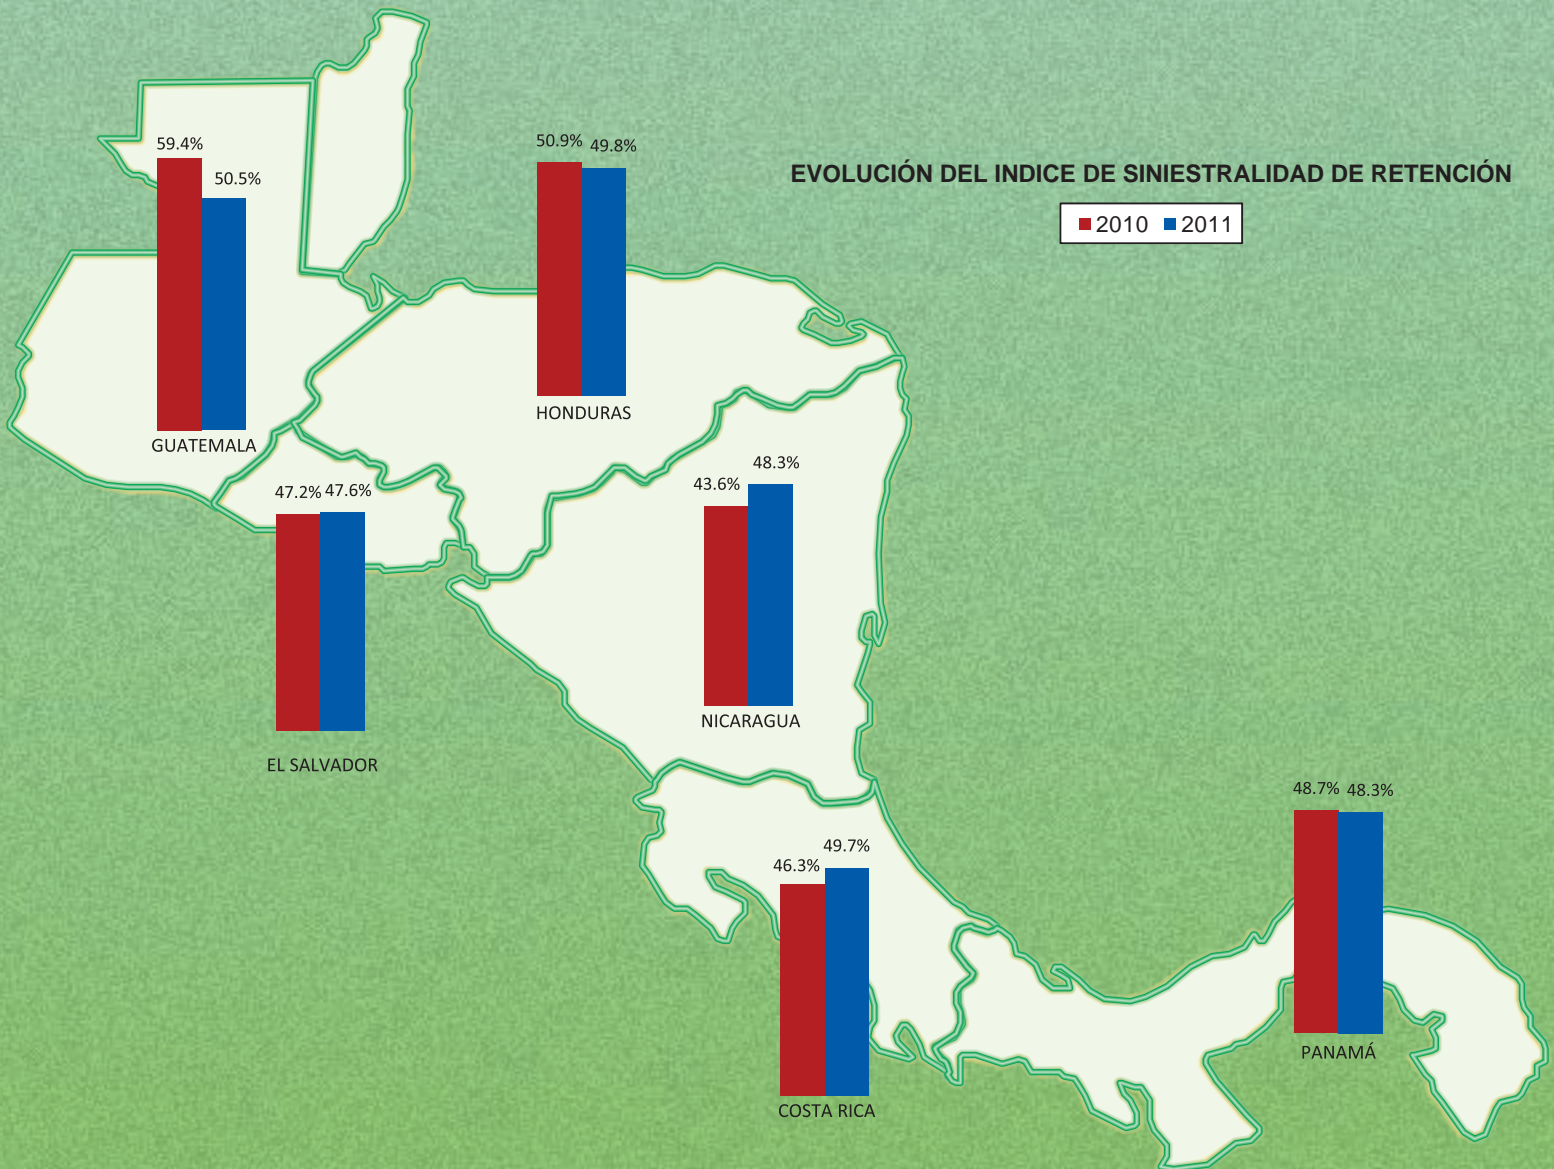 59.4%
50.5%
GUATEMALA
50.9%
49.8%
HONDURAS
EVOLUCIÓN DEL INDICE DE SINIESTRALIDAD DE RETENCIÓN
2010 2011
47.2% 47.6%
EL SALVADOR
43.6%
48.3%
NICARAGUA
46.3%
49.7%
COSTA RICA
48.7% 48.3%
PANAMÁ